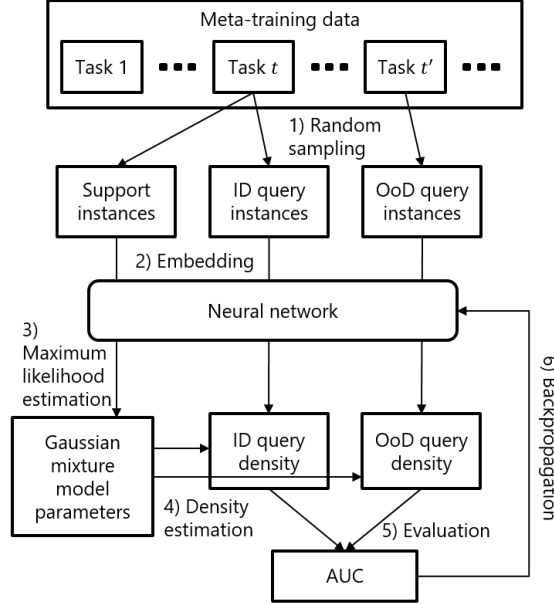 Meta-training data
Task 1
Task t
Task t′
1) Random
sampling
Support
instances
ID query
instances
OoD query
instances
2) Embedding
Neural network
3)
Maximum
likelihood
estimation
6) Backpropagation
Gaussian
mixture
model
parameters
ID query
density
OoD query
density
4) Density
estimation
5) Evaluation
AUC